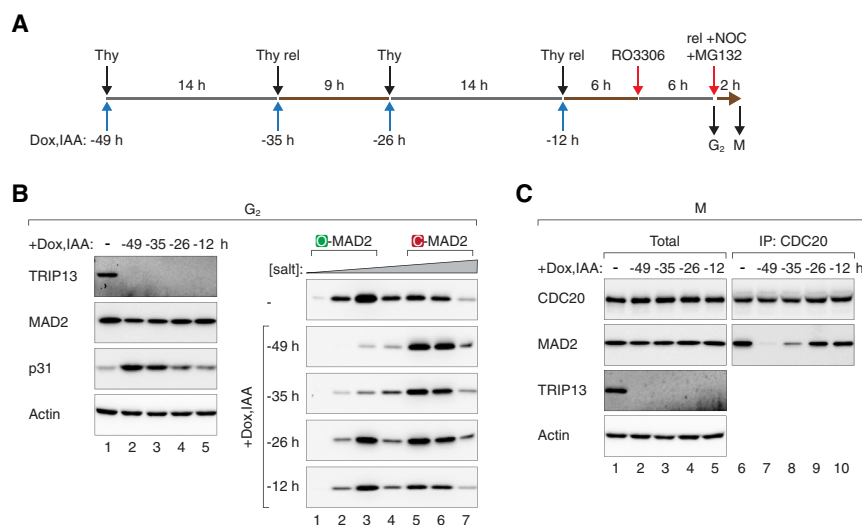 A
Thy
Thy rel
Thy
Thy rel
RO3306
rel +NOC
+MG132
14 h
9 h
14 h
6 h
6 h
2 h
Dox,IAA: -49 h
-35 h
-26 h
-12 h
G₂
M
B
G₂
+Dox,IAA: - -49 -35 -26 -12 h
TRIP13
MAD2
p31
Actin
1 2 3 4 5
O-MAD2
C-MAD2
[salt]:
-
-49 h
-35 h
-26 h
-12 h
+Dox,IAA
1 2 3 4 5 6 7
C
M
Total
IP: CDC20
+Dox,IAA: - -49 -35 -26 -12 - -49 -35 -26 -12 h
CDC20
MAD2
TRIP13
Actin
1 2 3 4 5 6 7 8 9 10